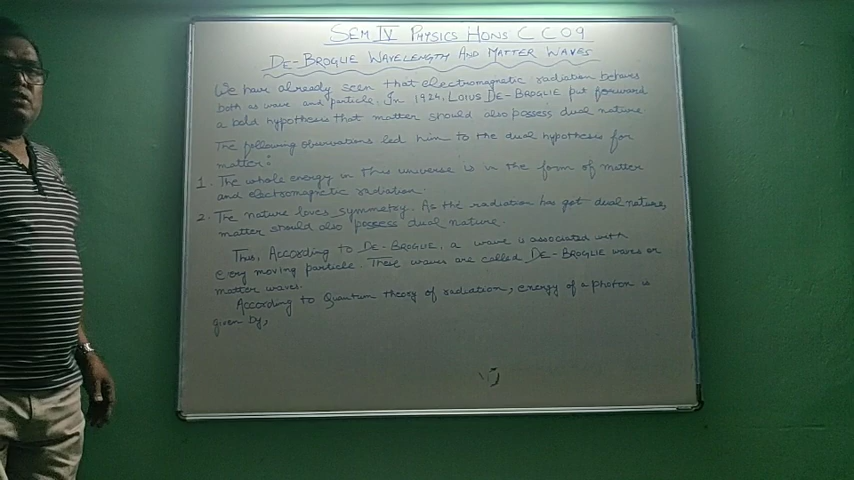 SEM IV PHYSICS HONS C C 09
DE-BROGLIE WAVELENGTH AND MATTER WAVES
We have already seen that electromagnetic radiation behaves
both as wave and particle. In 1924, LOIUS DE-BROGLIE put forward
a bold hypothesis that matter should also possess dual nature
The following observations led him to the dual hypothesis for
matter:
1. The whole energy in this universe is in the form of matter
and electromagnetic radiation.
2. The nature loves symmetry. As the radiation has got dual nature,
matter should also possess dual nature.
Thus, According to DE-BROGLIE, a wave is associated with
every moving particle. These waves are called DE-BROGLIE waves or
matter waves.
According to Quantum theory of radiation, energy of a photon is
given by,